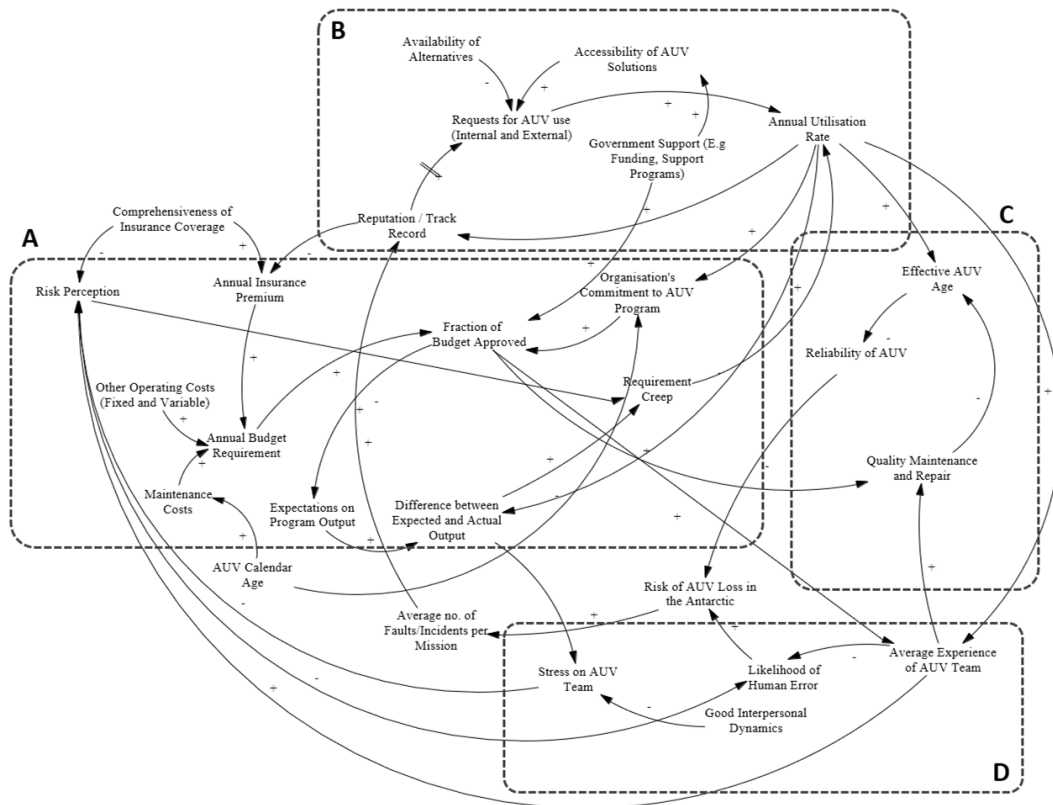 B
Availability of
Alternatives
Accessibility of AUV
Solutions
-
+
Requests for AUV use
(Internal and External)
+
+
Annual Utilisation
Rate
Government Support (E.g
Funding, Support
Programs)
+
Comprehensiveness of
Insurance Coverage
Reputation / Track
Record
+
+
+
C
A
-
+
-
+
Risk Perception
Annual Insurance
Premium
Organisation's
Commitment to AUV
Program
Effective AUV
Age
+
+
Fraction of
Budget Approved
+
-
Reliability of AUV
+
Other Operating Costs
(Fixed and Variable)
+
+
-
Requirement
Creep
-
+
-
Annual Budget
Requirement
+
+
+
+
-
Quality Maintenance
and Repair
Maintenance
Costs
Expectations on
Program Output
Difference between
Expected and Actual
Output
-
+
+
+
AUV Calendar
Age
Risk of AUV Loss in
the Antarctic
+
-
Average no. of
Faults/Incidents per
Mission
+
+
Stress on AUV
Team
Likelihood of
Human Error
-
Average Experience
of AUV Team
+
-
-
Good Interpersonal
Dynamics
D